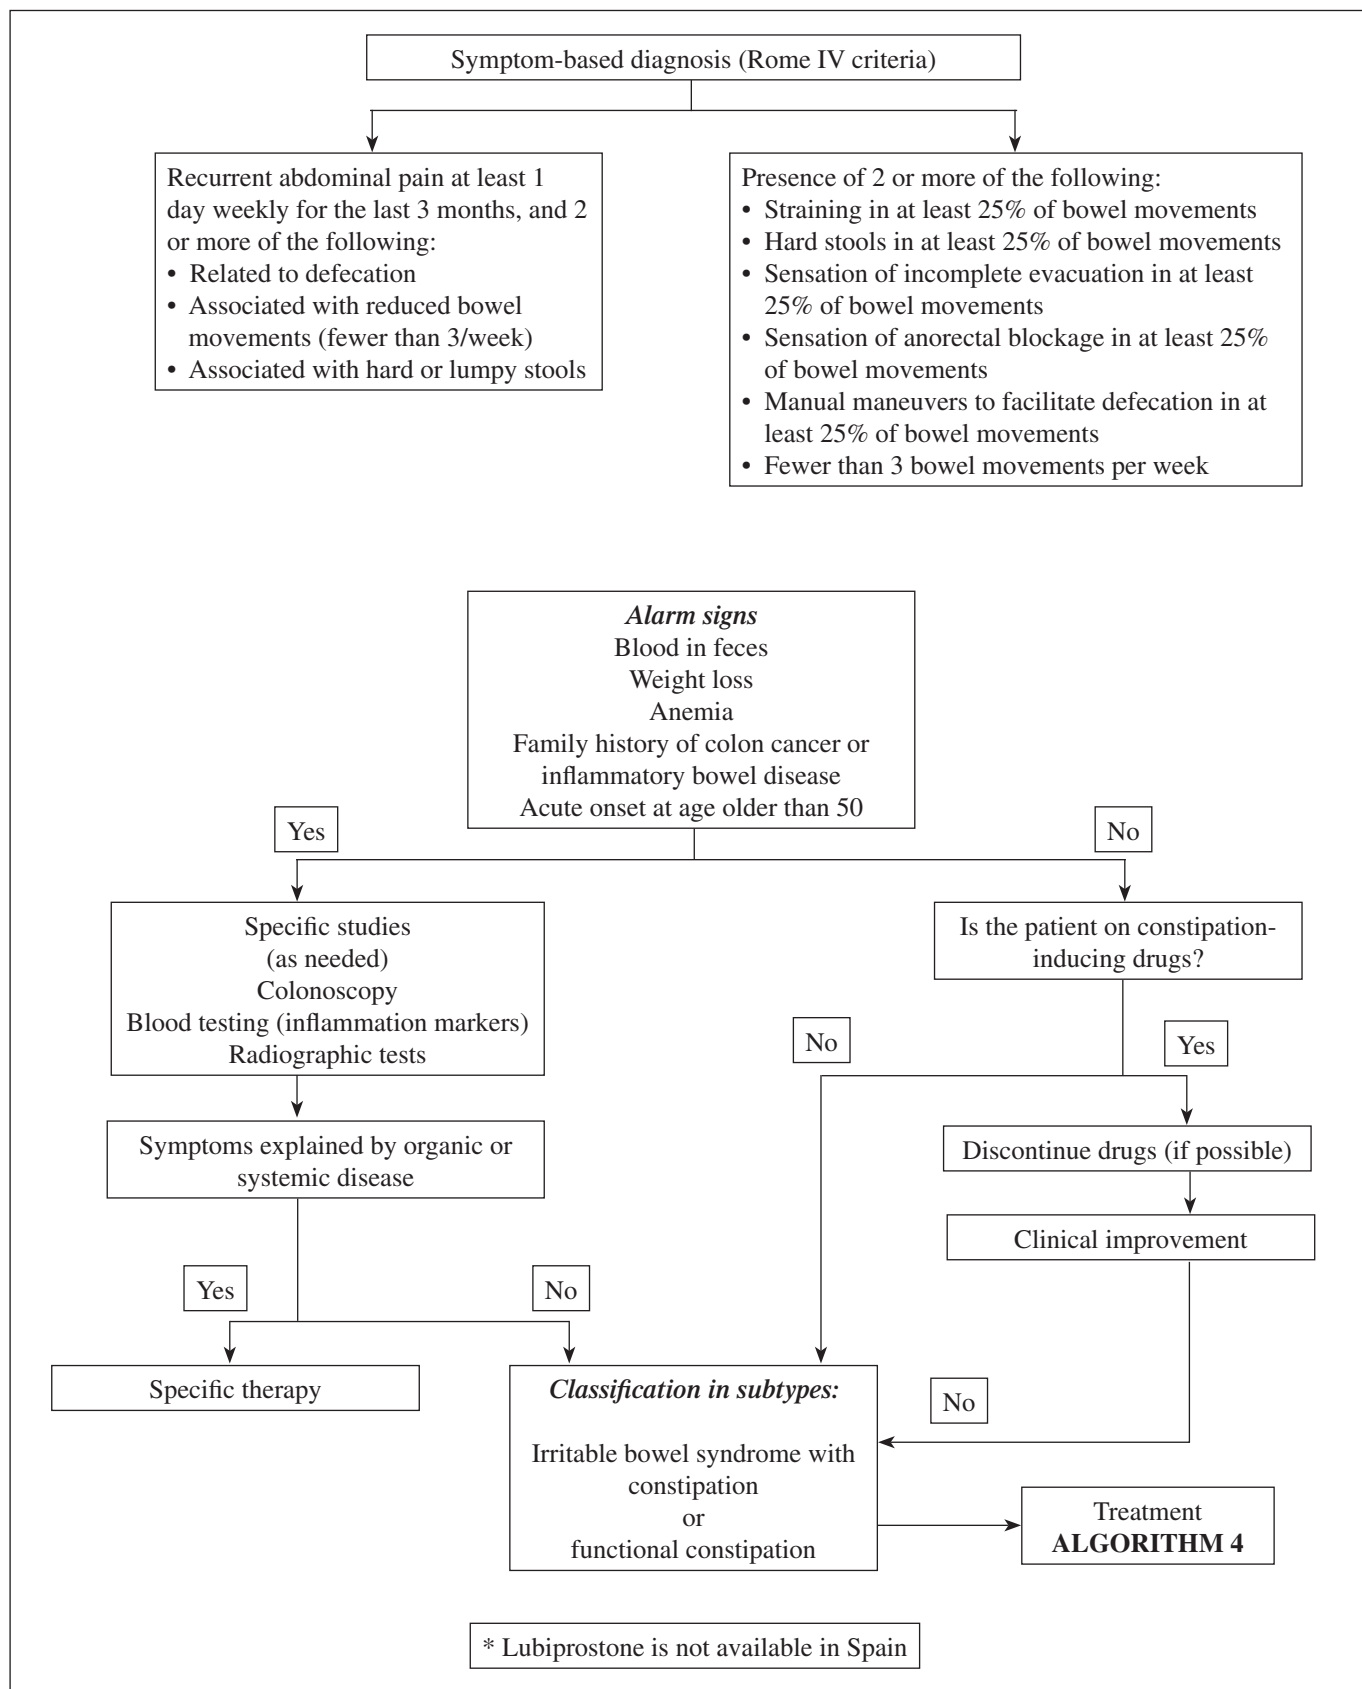 Symptom-based diagnosis (Rome IV criteria)
Recurrent abdominal pain at least 1
day weekly for the last 3 months, and 2
or more of the following:
• Related to defecation
• Associated with reduced bowel
movements (fewer than 3/week)
• Associated with hard or lumpy stools
Presence of 2 or more of the following:
• Straining in at least 25% of bowel movements
• Hard stools in at least 25% of bowel movements
• Sensation of incomplete evacuation in at least
25% of bowel movements
• Sensation of anorectal blockage in at least 25%
of bowel movements
• Manual maneuvers to facilitate defecation in at
least 25% of bowel movements
• Fewer than 3 bowel movements per week
Alarm signs
Blood in feces
Weight loss
Anemia
Family history of colon cancer or
inflammatory bowel disease
Acute onset at age older than 50
Yes
No
Specific studies
(as needed)
Colonoscopy
Blood testing (inflammation markers)
Radiographic tests
Is the patient on constipation-
inducing drugs?
No
Yes
Symptoms explained by organic or
systemic disease
Discontinue drugs (if possible)
Clinical improvement
Yes
No
Specific therapy
Classification in subtypes:
Irritable bowel syndrome with
constipation
or
functional constipation
No
Treatment
ALGORITHM 4
* Lubiprostone is not available in Spain